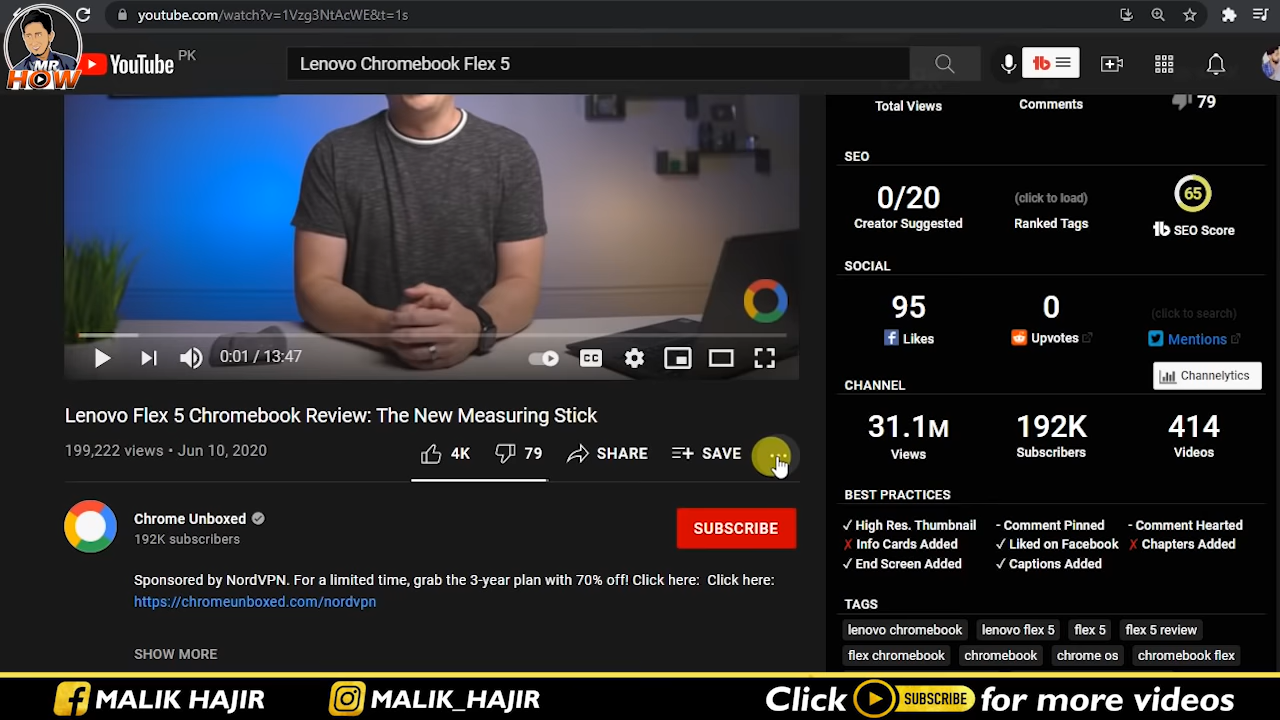 youtube.com/watch?v=1Vzg3NtAcWE&t=1s
MR
HOW
YouTube PK
Lenovo Chromebook Flex 5
Total Views
Comments
79
SEO
0/20
Creator Suggested
(click to load)
Ranked Tags
65
SEO Score
SOCIAL
95
Likes
0
Upvotes
(click to search)
Mentions
Channelytics
CHANNEL
31.1M
Views
192K
Subscribers
414
Videos
BEST PRACTICES
✓ High Res. Thumbnail - Comment Pinned - Comment Hearted
✗ Info Cards Added ✓ Liked on Facebook ✗ Chapters Added
✓ End Screen Added ✓ Captions Added
TAGS
lenovo chromebook lenovo flex 5 flex 5 flex 5 review
flex chromebook chromebook chrome os chromebook flex
0:01 / 13:47
CC
Lenovo Flex 5 Chromebook Review: The New Measuring Stick
199,222 views • Jun 10, 2020
4K 79 SHARE SAVE
Chrome Unboxed
192K subscribers
SUBSCRIBE
Sponsored by NordVPN. For a limited time, grab the 3-year plan with 70% off! Click here: Click here:
https://chromeunboxed.com/nordvpn
SHOW MORE
MALIK HAJIR MALIK_HAJIR Click SUBSCRIBE for more videos